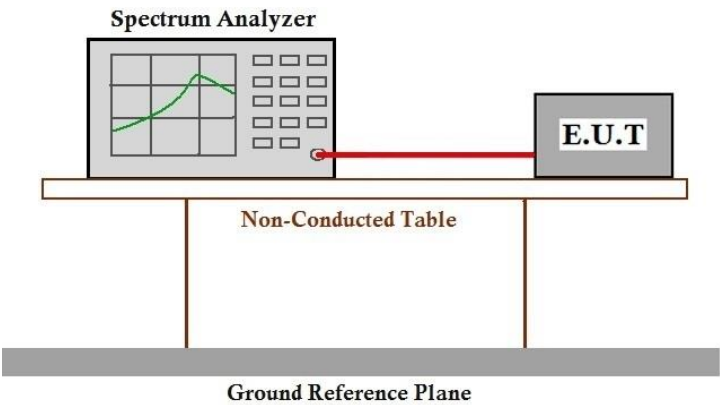 Spectrum Analyzer
E.U.T
Non-Conducted Table
Ground Reference Plane